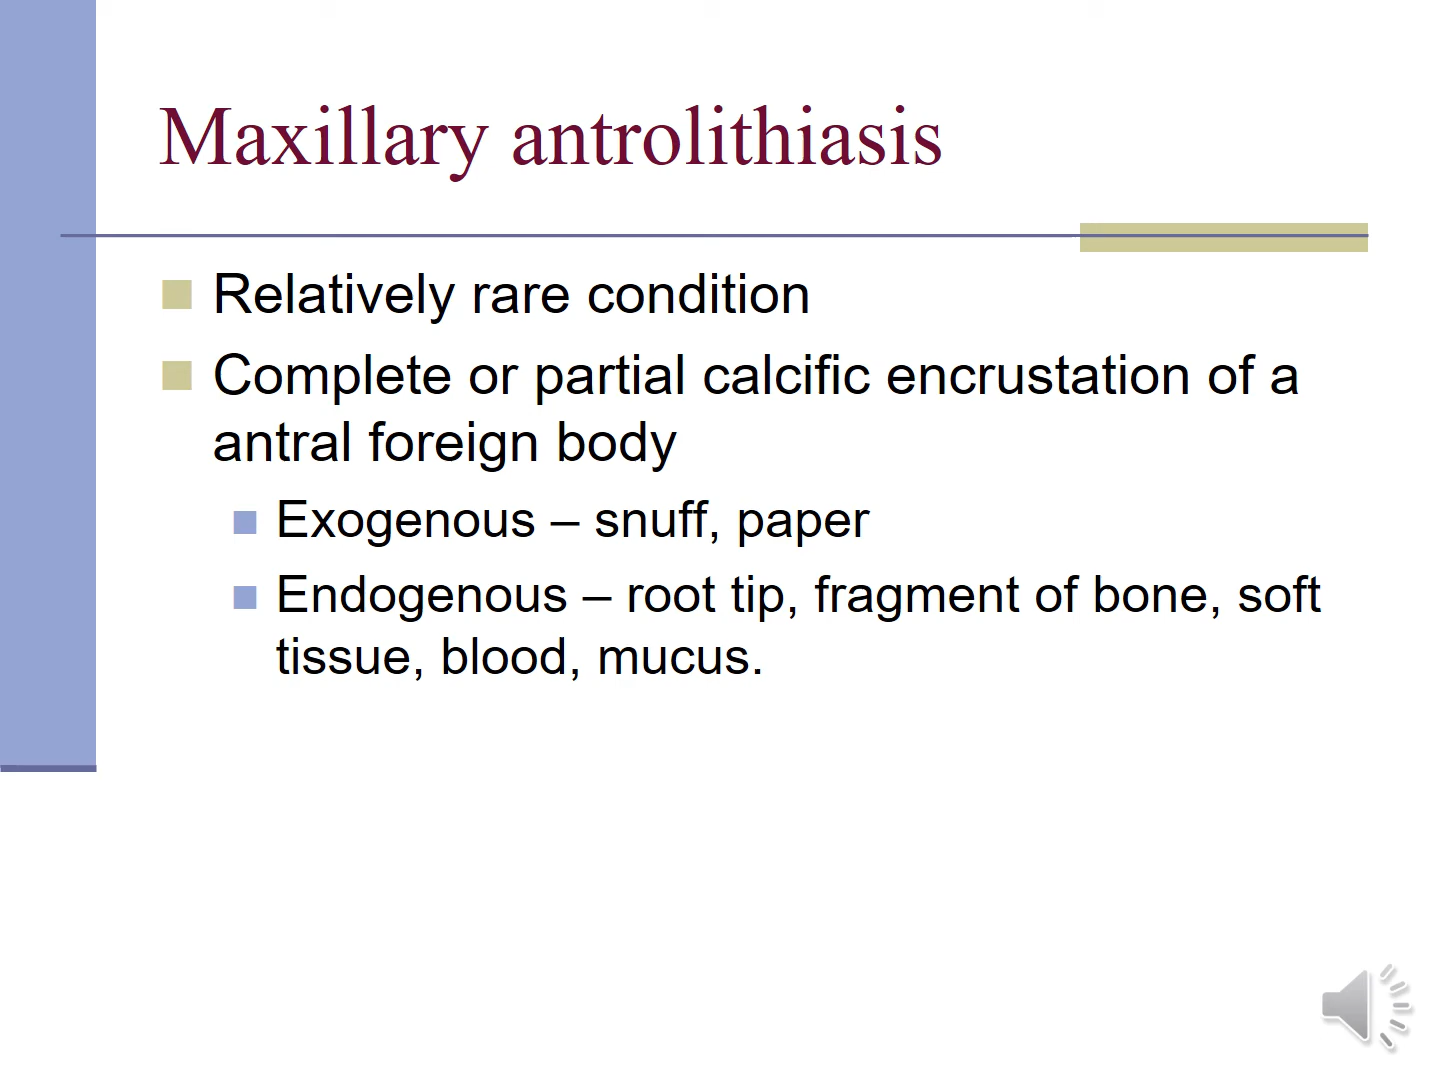 Maxillary antrolithiasis
Relatively rare condition
Complete or partial calcific encrustation of a
antral foreign body
Exogenous – snuff, paper
Endogenous – root tip, fragment of bone, soft
tissue, blood, mucus.